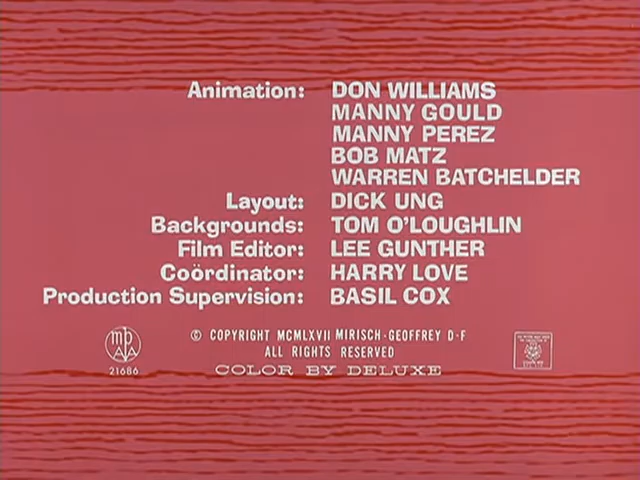 Animation: DON WILLIAMS
MANNY GOULD
MANNY PEREZ
BOB MATZ
WARREN BATCHELDER
Layout: DICK UNG
Backgrounds: TOM O'LOUGHLIN
Film Editor: LEE GUNTHER
Coördinator: HARRY LOVE
Production Supervision: BASIL COX
mpAA
21686
© COPYRIGHT MCMLXVII MIRISCH-GEOFFREY D-F
ALL RIGHTS RESERVED
COLOR BY DELUXE